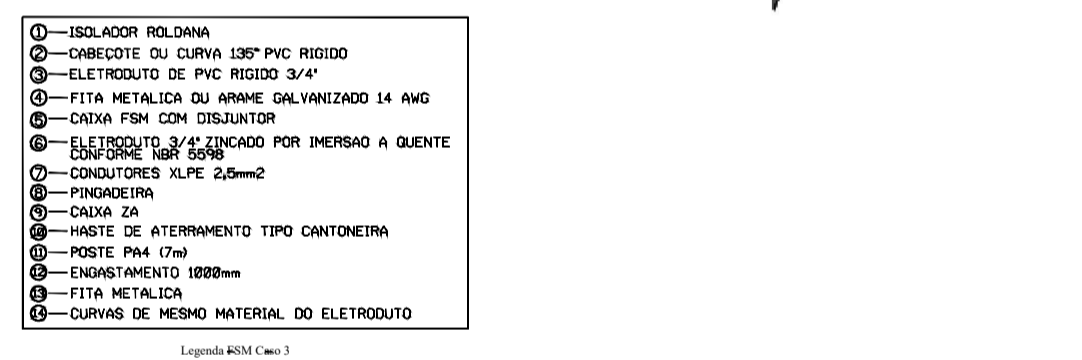 1—ISOLADOR ROLDANA
2—CABEÇOTE OU CURVA 135° PVC RIGIDO
3—ELETRODUTO DE PVC RIGIDO 3/4"
4—FITA METALICA OU ARAME GALVANIZADO 14 AWG
5—CAIXA FSM COM DISJUNTOR
6—ELETRODUTO 3/4" ZINCADO POR IMERSAO A QUENTE
CONFORME NBR 5598
7—CONDUTORES XLPE 2,5mm2
8—PINGADEIRA
9—CAIXA ZA
10—HASTE DE ATERRAMENTO TIPO CANTONEIRA
11—POSTE PA4 (7m)
12—ENGASTAMENTO 1000mm
13—FITA METALICA
14—CURVAS DE MESMO MATERIAL DO ELETRODUTO
Legenda FSM Caso 3